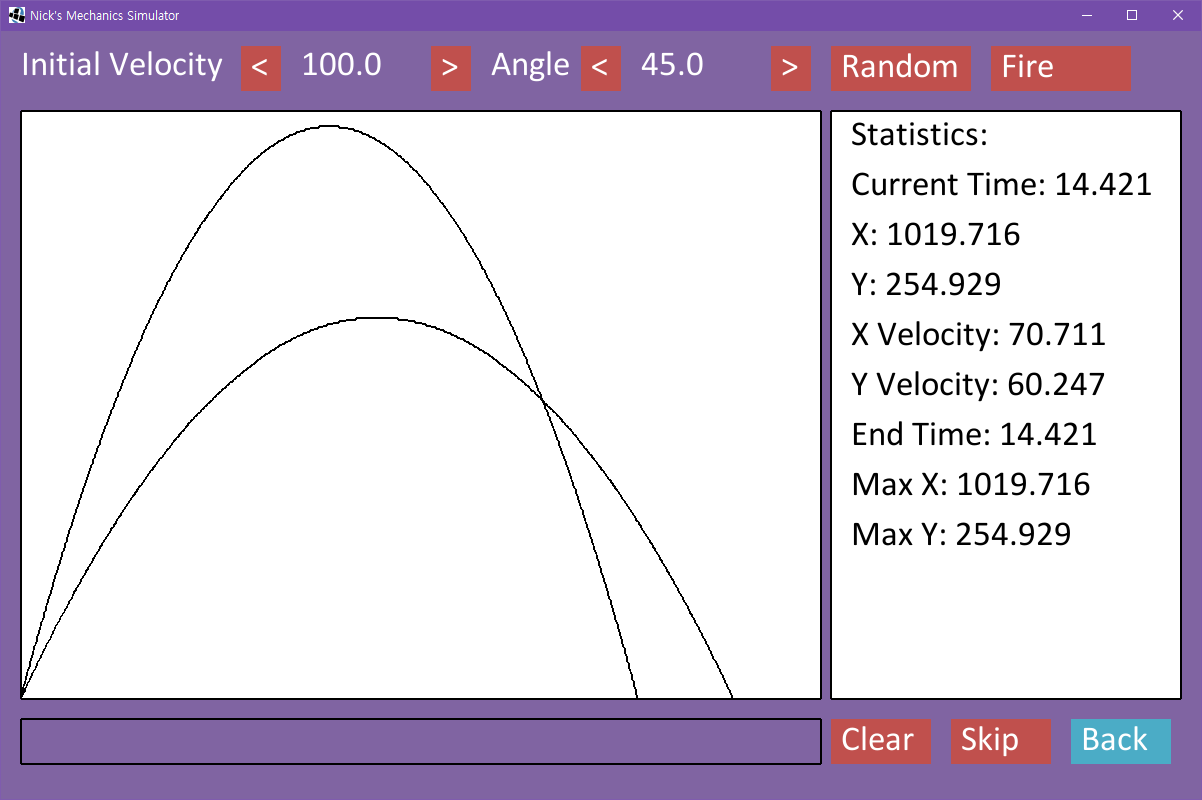 Nick's Mechanics Simulator
Initial Velocity < 100.0 > Angle < 45.0 > Random Fire
Statistics:
Current Time: 14.421
X: 1019.716
Y: 254.929
X Velocity: 70.711
Y Velocity: 60.247
End Time: 14.421
Max X: 1019.716
Max Y: 254.929
Clear Skip Back